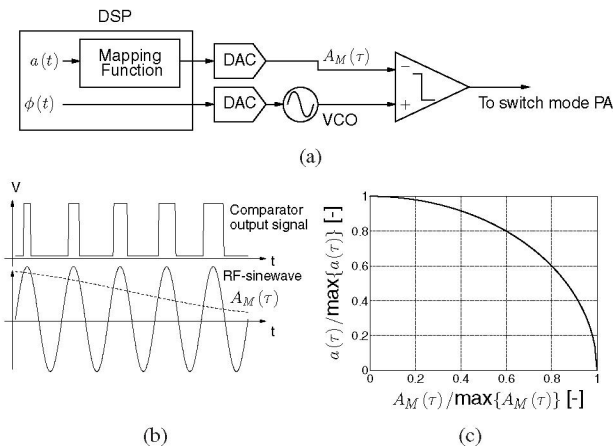 DSP
a(t)
Mapping
Function
DAC
A_M(τ)
−
ϕ(t)
DAC
+
VCO
To switch mode PA
(a)
V
Comparator
output signal
t
RF-sinewave
A_M(τ)
t
(b)
1
0.8
0.6
0.4
0.2
0
0 0.2 0.4 0.6 0.8 1
a(τ)/max{a(τ)} [-]
A_M(τ)/max{A_M(τ)} [-]
(c)